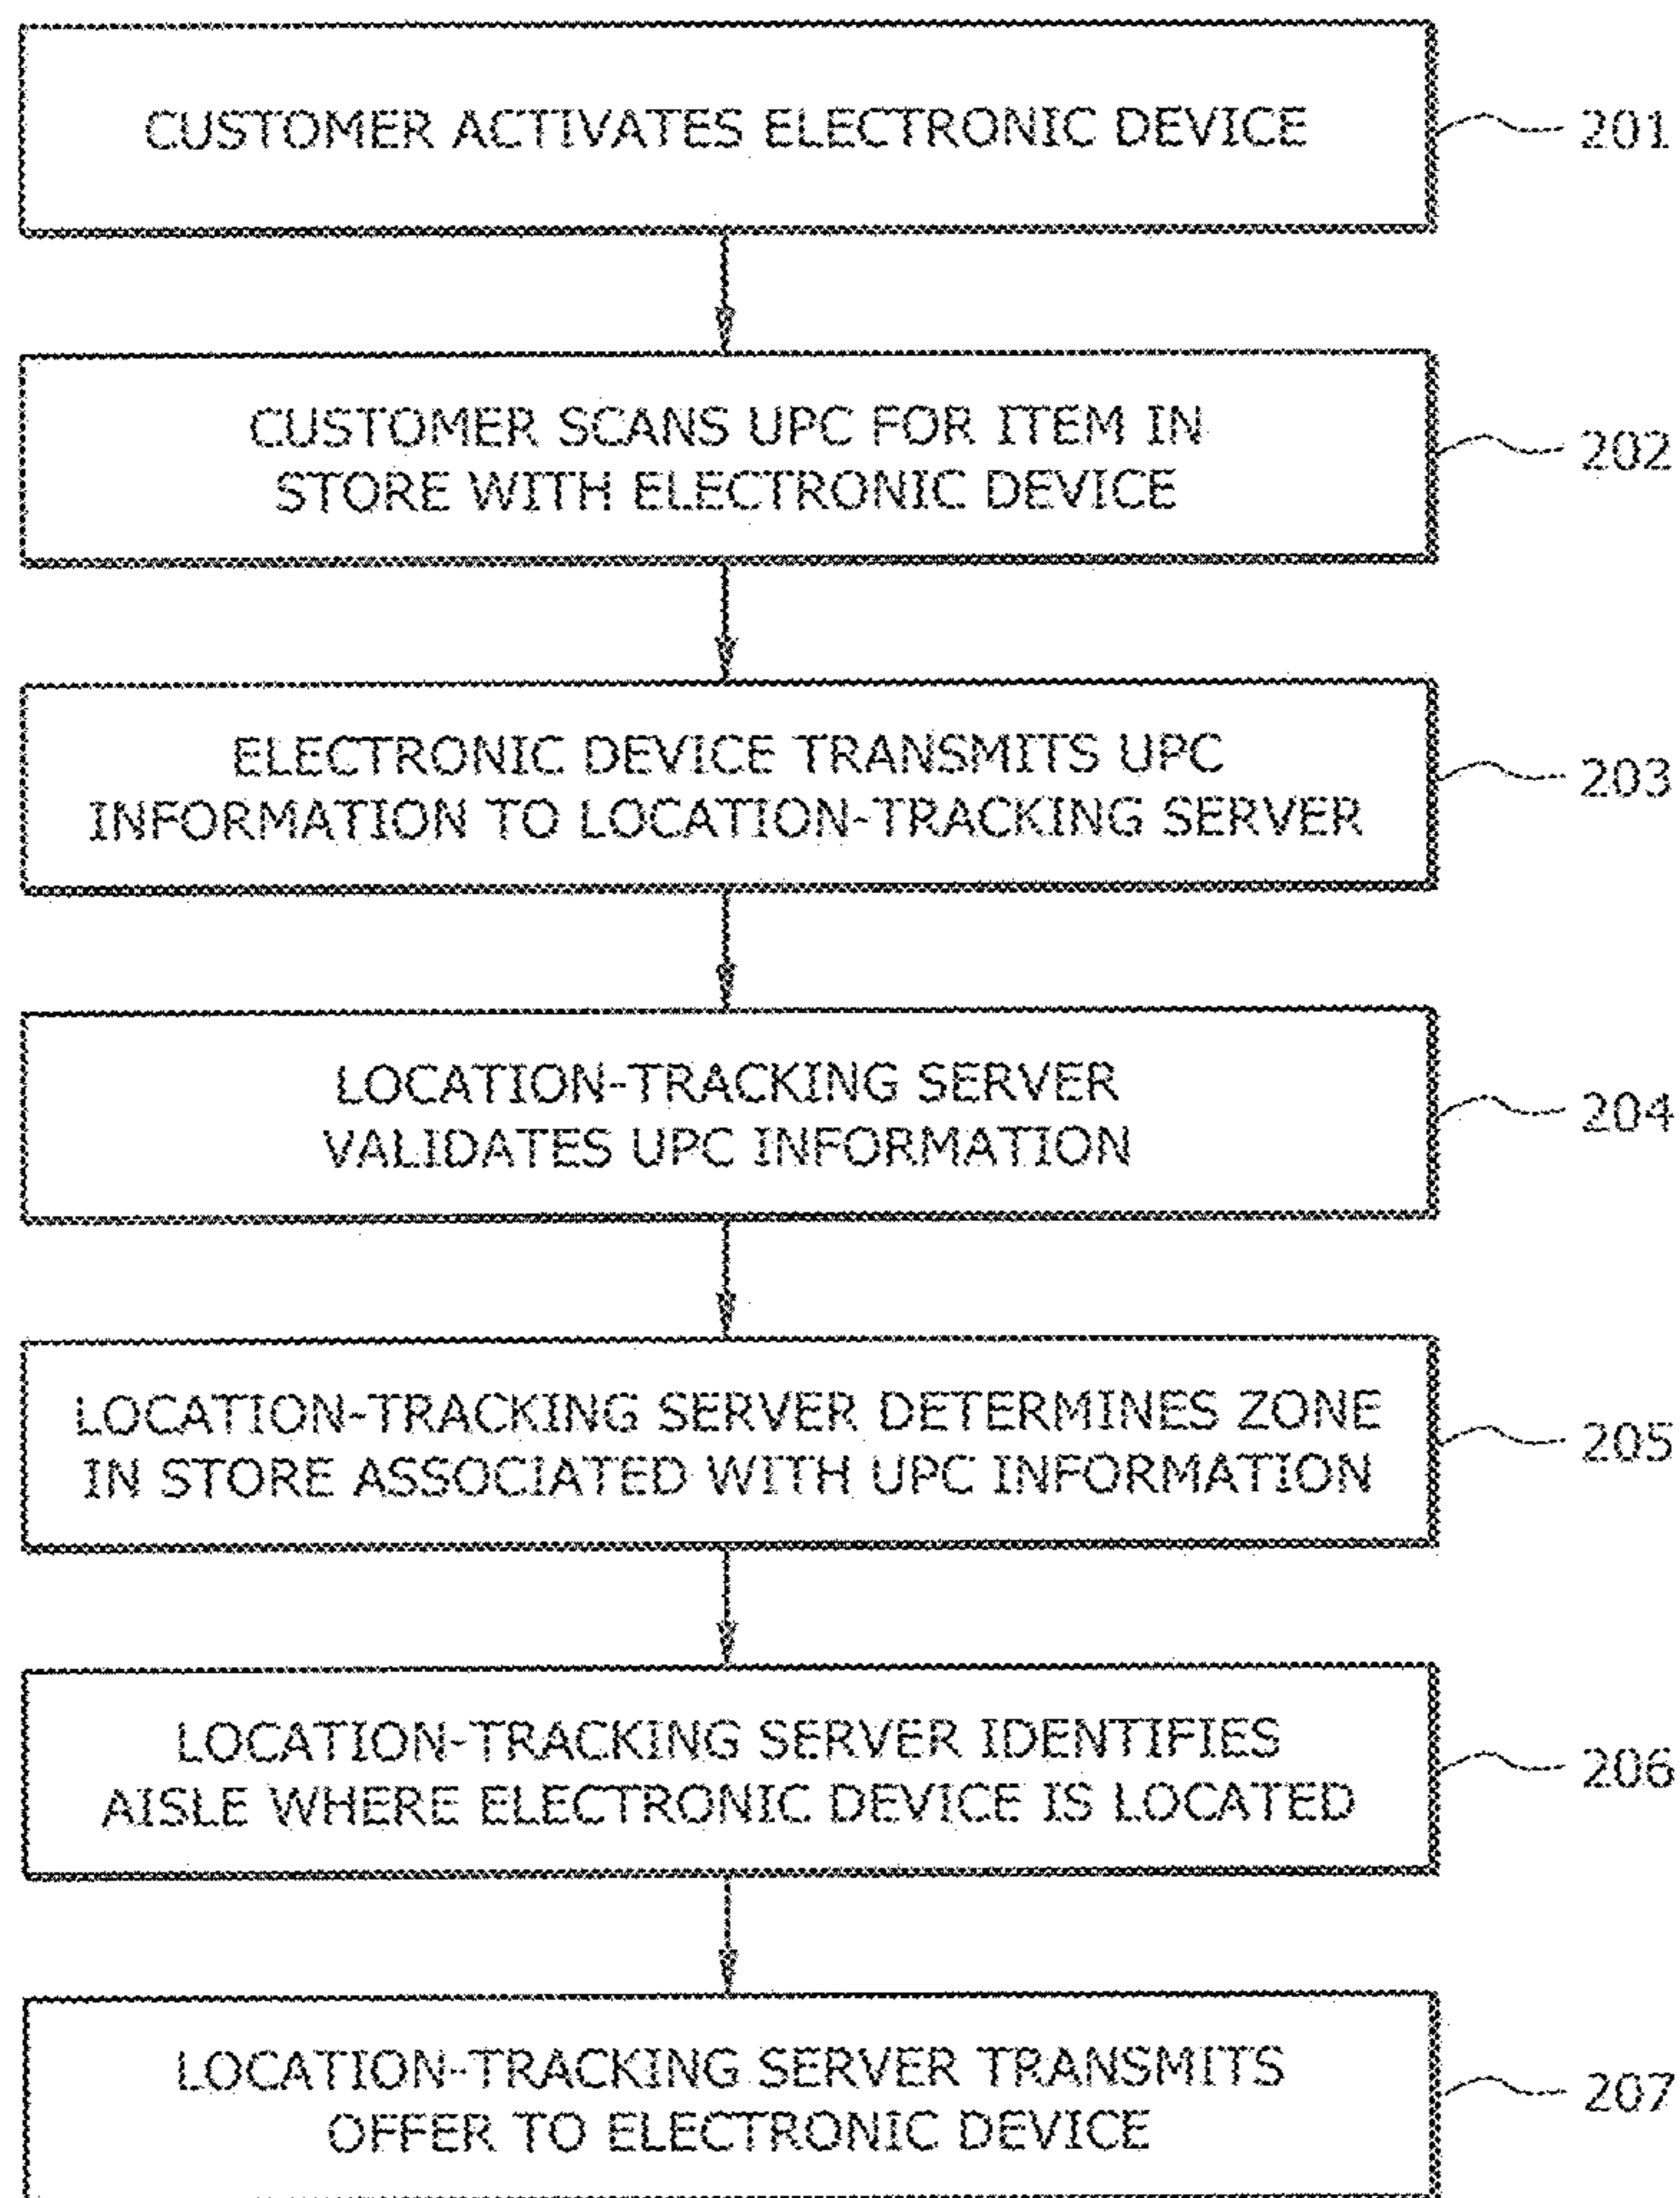 CUSTOMER ACTIVATES ELECTRONIC DEVICE
201
CUSTOMER SCANS UPC FOR ITEM IN
STORE WITH ELECTRONIC DEVICE
202
ELECTRONIC DEVICE TRANSMITS UPC
INFORMATION TO LOCATION-TRACKING SERVER
203
LOCATION-TRACKING SERVER
VALIDATES UPC INFORMATION
204
LOCATION-TRACKING SERVER DETERMINES ZONE
IN STORE ASSOCIATED WITH UPC INFORMATION
205
LOCATION-TRACKING SERVER IDENTIFIES
AISLE WHERE ELECTRONIC DEVICE IS LOCATED
206
LOCATION-TRACKING SERVER TRANSMITS
OFFER TO ELECTRONIC DEVICE
207